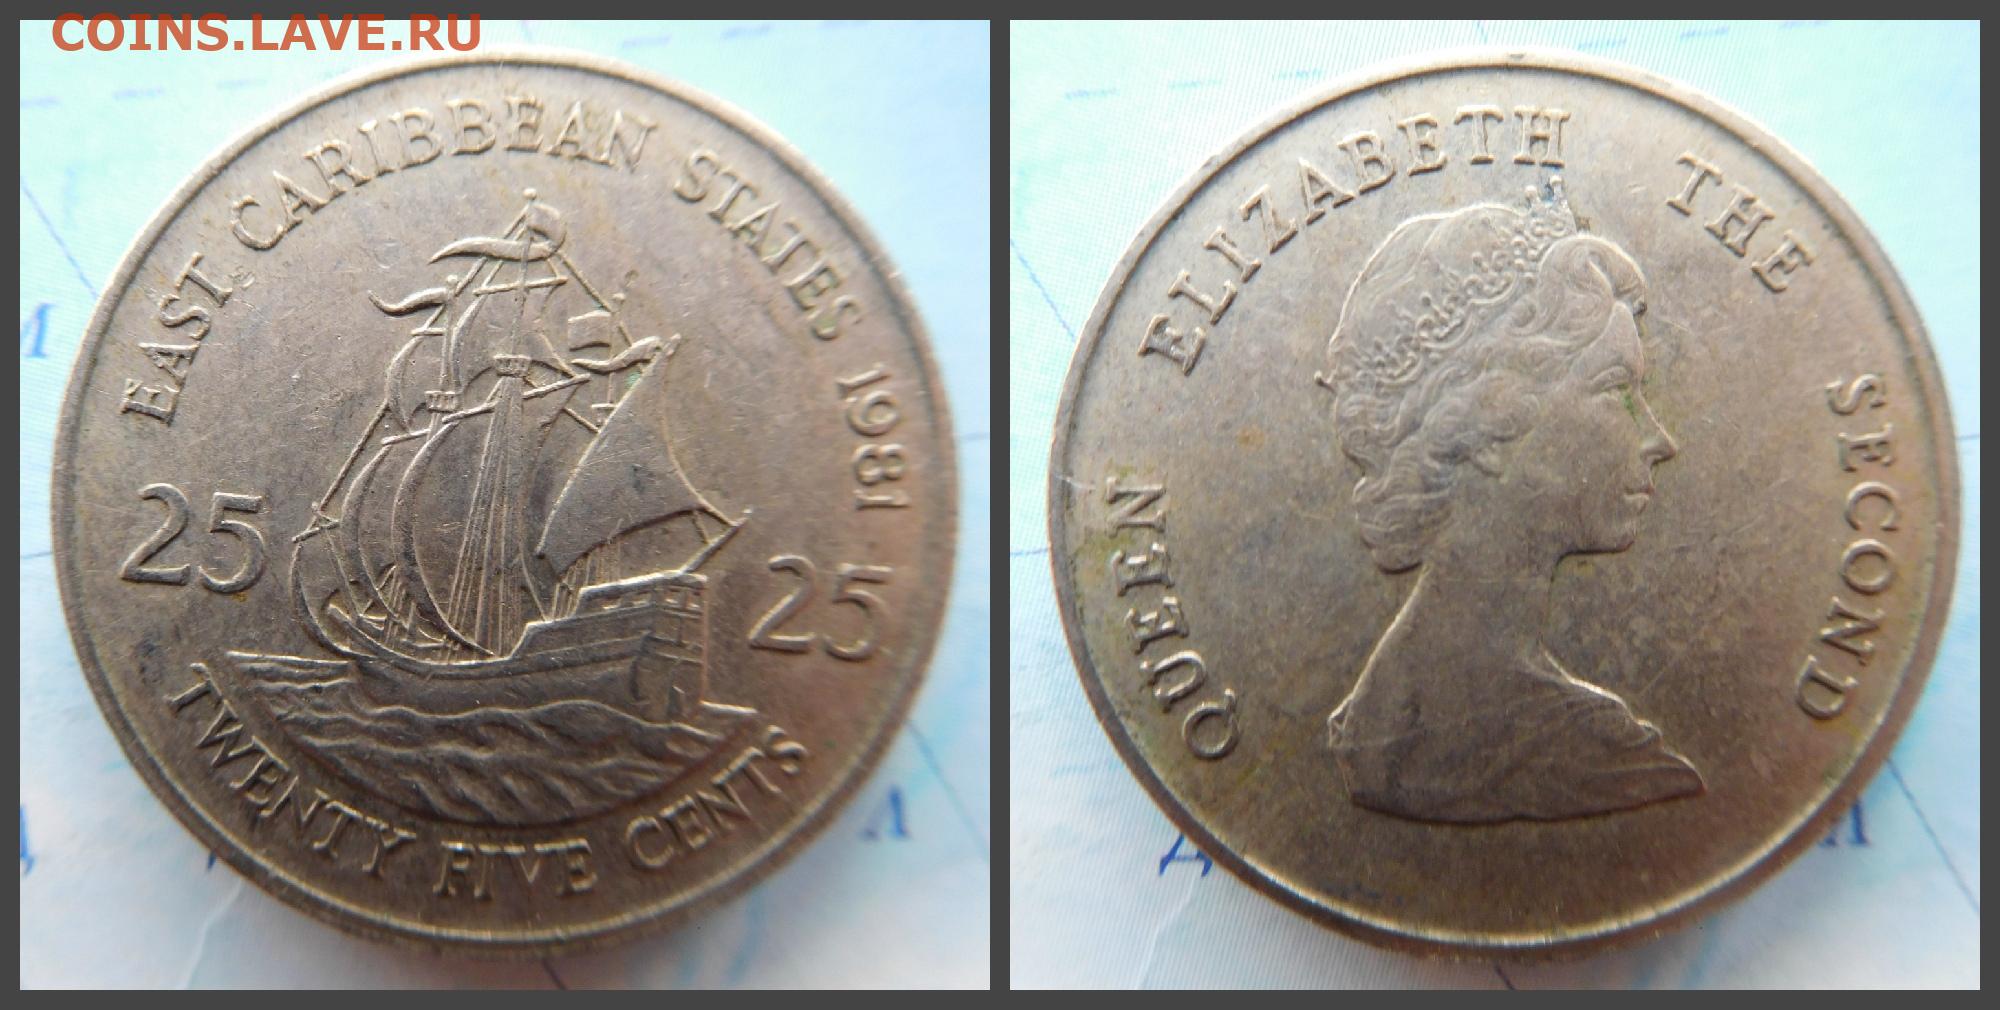 COINS.LAVE.RU
EAST CARIBBEAN STATES 1981
25 25
TWENTY FIVE CENTS
QUEEN ELIZABETH THE SECOND
И
Д